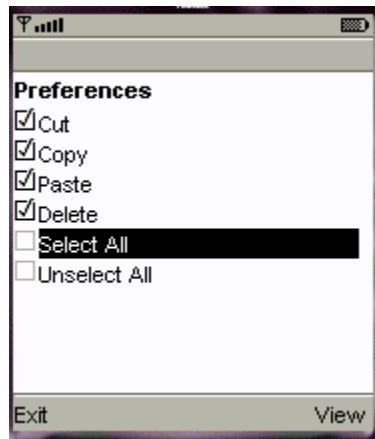 Preferences
Cut
Copy
Paste
Delete
Select All
Unselect All
Exit View